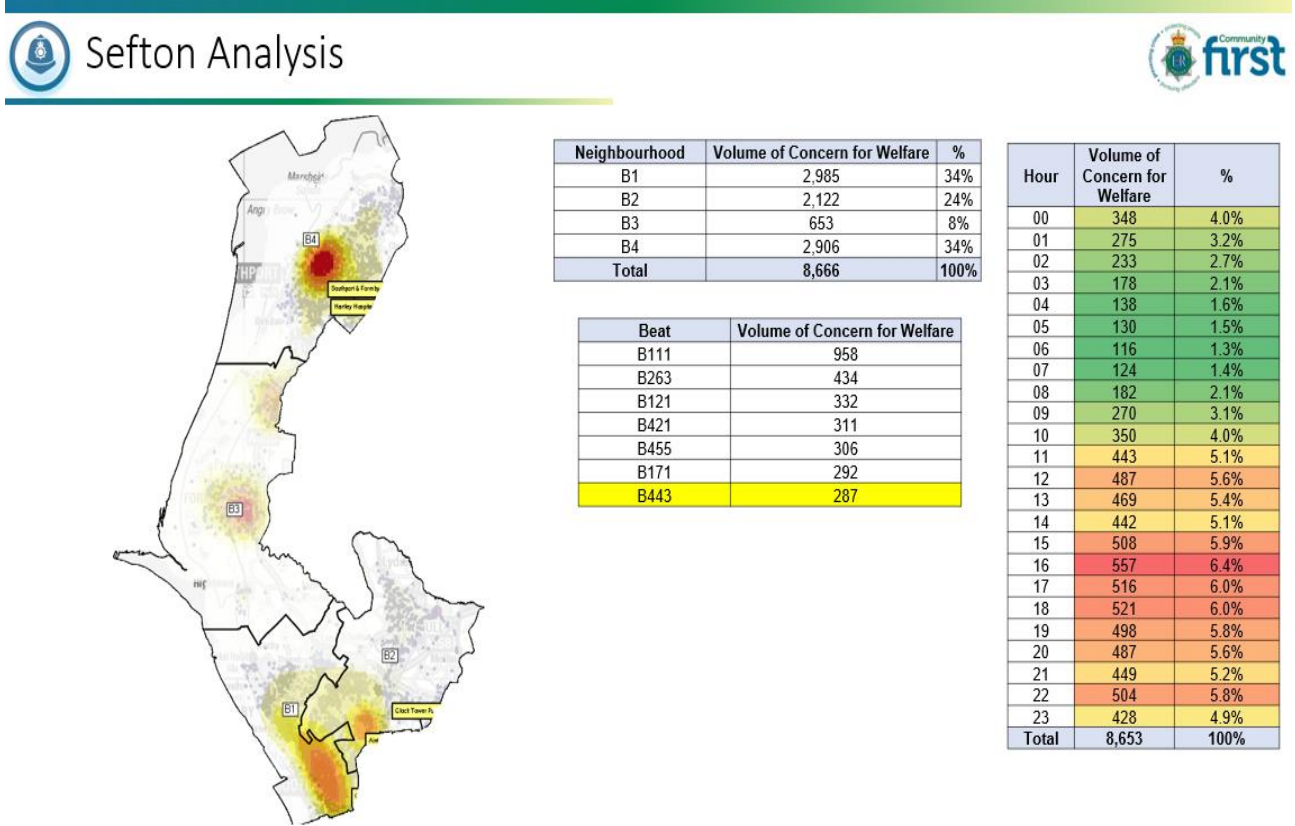 Sefton Analysis
Community
first
Marshside
B4
Southport & Formby
B3
B2
B1
Clock Tower
Neighbourhood Volume of Concern for Welfare %
B1 2,985 34%
B2 2,122 24%
B3 653 8%
B4 2,906 34%
Total 8,666 100%
Beat Volume of Concern for Welfare
B111 958
B263 434
B121 332
B421 311
B455 306
B171 292
B443 287
Hour Volume of Concern for Welfare %
00 348 4.0%
01 275 3.2%
02 233 2.7%
03 178 2.1%
04 138 1.6%
05 130 1.5%
06 116 1.3%
07 124 1.4%
08 182 2.1%
09 270 3.1%
10 350 4.0%
11 443 5.1%
12 487 5.6%
13 469 5.4%
14 442 5.1%
15 508 5.9%
16 557 6.4%
17 516 6.0%
18 521 6.0%
19 498 5.8%
20 487 5.6%
21 449 5.2%
22 504 5.8%
23 428 4.9%
Total 8,653 100%